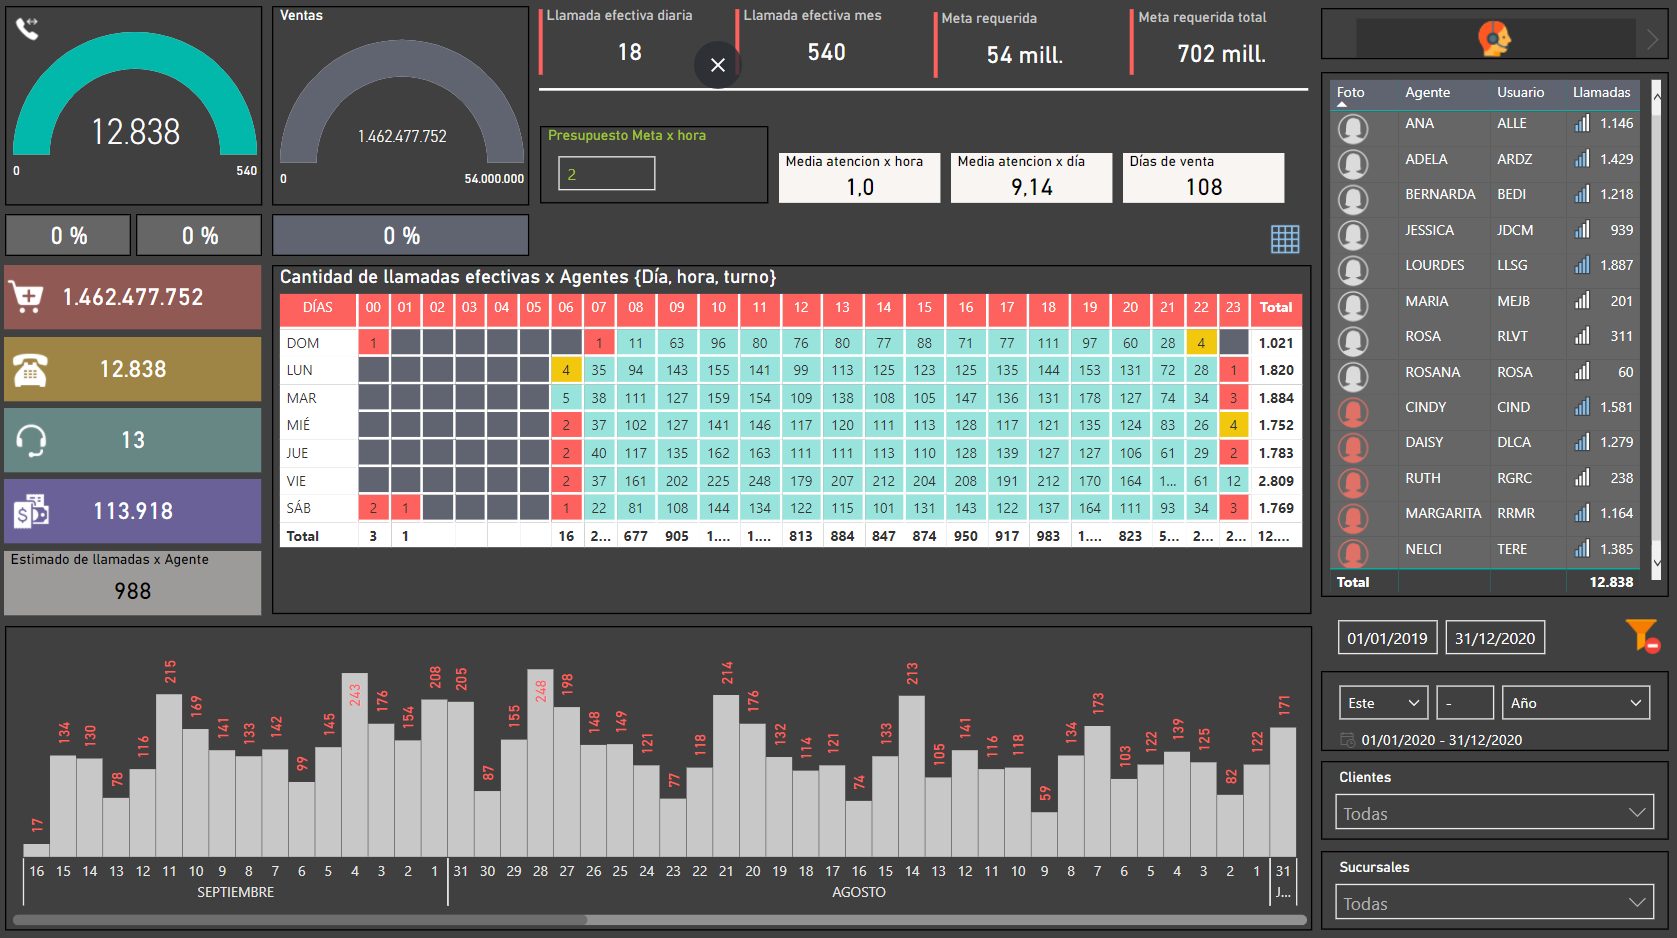 12.838
0 540
Ventas
1.462.477.752
0 54.000.000
Llamada efectiva diaria
18
Llamada efectiva mes
540
Meta requerida
54 mill.
Meta requerida total
702 mill.
Presupuesto Meta x hora
2
Media atencion x hora
1,0
Media atencion x día
9,14
Días de venta
108
0 % 0 % 0 %
1.462.477.752
12.838
13
113.918
Estimado de llamadas x Agente
988
Cantidad de llamadas efectivas x Agentes {Día, hora, turno}
DÍAS 00 01 02 03 04 05 06 07 08 09 10 11 12 13 14 15 16 17 18 19 20 21 22 23 Total
DOM 1 1 11 63 96 80 76 80 77 88 71 77 111 97 60 28 4 1.021
LUN 4 35 94 143 155 141 99 113 125 123 125 135 144 153 131 72 28 1 1.820
MAR 5 38 111 127 159 154 109 138 108 105 147 136 131 178 127 74 34 3 1.884
MIÉ 2 37 102 127 141 146 117 120 111 113 128 117 121 135 124 83 26 4 1.752
JUE 2 40 117 135 162 163 111 111 113 110 128 139 127 127 106 61 29 2 1.783
VIE 2 37 161 202 225 248 179 207 212 204 208 191 212 170 164 1... 61 12 2.809
SÁB 2 1 1 22 81 108 144 134 122 115 101 131 143 122 137 164 111 93 34 3 1.769
Total 3 1 16 2... 677 905 1.... 1.... 813 884 847 874 950 917 983 1.... 823 5... 2... 2... 12....
Foto Agente Usuario Llamadas
ANA ALLE 1.146
ADELA ARDZ 1.429
BERNARDA BEDI 1.218
JESSICA JDCM 939
LOURDES LLSG 1.887
MARIA MEJB 201
ROSA RLVT 311
ROSANA ROSA 60
CINDY CIND 1.581
DAISY DLCA 1.279
RUTH RGRC 238
MARGARITA RRMR 1.164
NELCI TERE 1.385
Total 12.838
01/01/2019 31/12/2020
Este - Año
01/01/2020 - 31/12/2020
Clientes
Todas
Sucursales
Todas
17 134 130 78 116 215 169 141 133 142 99 145 243 176 154 208 205 87 155 248 198 148 149 121 77 118 214 176 132 114 121 74 133 213 105 141 116 118 59 134 173 103 122 139 125 82 122 171
16 15 14 13 12 11 10 9 8 7 6 5 4 3 2 1 31 30 29 28 27 26 25 24 23 22 21 20 19 18 17 16 15 14 13 12 11 10 9 8 7 6 5 4 3 2 1 31
SEPTIEMBRE AGOSTO J...